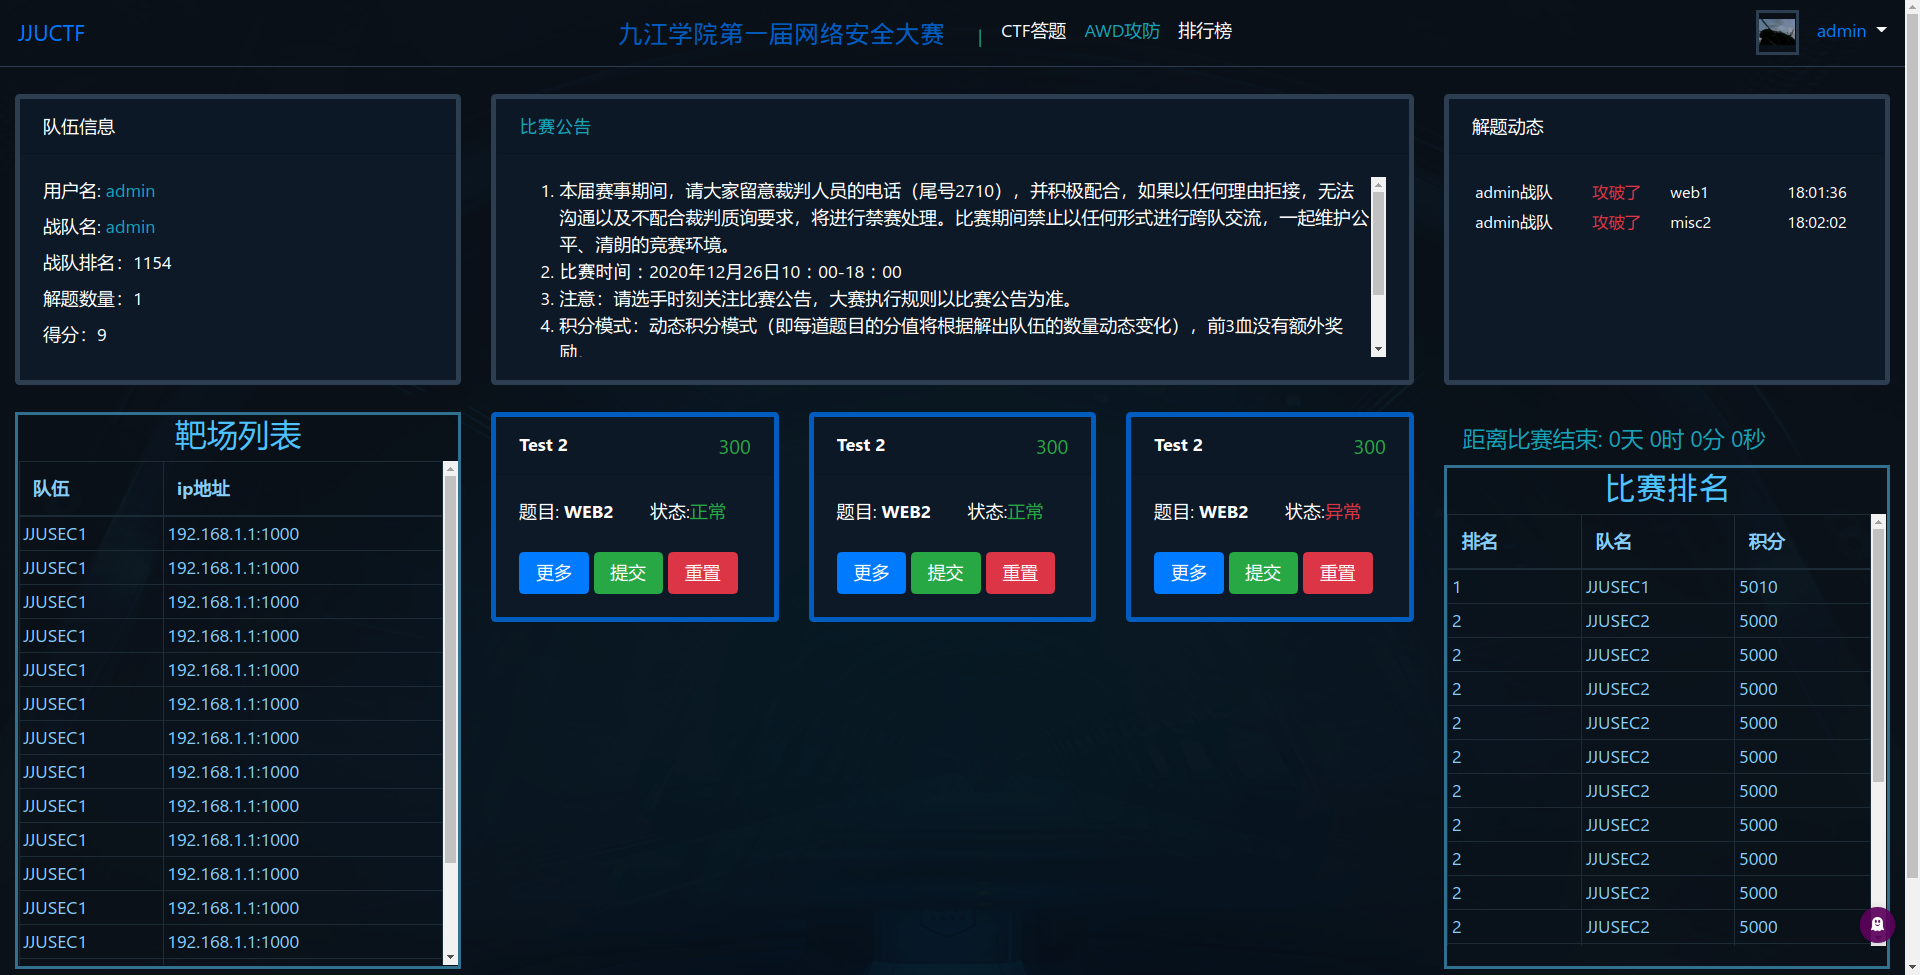 JJUCTF
九江学院第一届网络安全大赛
| CTF答题 AWD攻防 排行榜
admin
队伍信息
用户名: admin
战队名: admin
战队排名：1154
解题数量：1
得分：9
比赛公告
1. 本届赛事期间，请大家留意裁判人员的电话（尾号2710），并积极配合，如果以任何理由拒接，无法
沟通以及不配合裁判质询要求，将进行禁赛处理。比赛期间禁止以任何形式进行跨队交流，一起维护公
平、清朗的竞赛环境。
2. 比赛时间：2020年12月26日10：00-18：00
3. 注意：请选手时刻关注比赛公告，大赛执行规则以比赛公告为准。
4. 积分模式：动态积分模式（即每道题目的分值将根据解出队伍的数量动态变化），前3血没有额外奖
励。
解题动态
admin战队 攻破了 web1 18:01:36
admin战队 攻破了 misc2 18:02:02
靶场列表
队伍 ip地址
JJUSEC1 192.168.1.1:1000
JJUSEC1 192.168.1.1:1000
JJUSEC1 192.168.1.1:1000
JJUSEC1 192.168.1.1:1000
JJUSEC1 192.168.1.1:1000
JJUSEC1 192.168.1.1:1000
JJUSEC1 192.168.1.1:1000
JJUSEC1 192.168.1.1:1000
JJUSEC1 192.168.1.1:1000
JJUSEC1 192.168.1.1:1000
JJUSEC1 192.168.1.1:1000
JJUSEC1 192.168.1.1:1000
JJUSEC1 192.168.1.1:1000
Test 2 300
题目: WEB2 状态:正常
更多 提交 重置
Test 2 300
题目: WEB2 状态:正常
更多 提交 重置
Test 2 300
题目: WEB2 状态:异常
更多 提交 重置
距离比赛结束: 0天 0时 0分 0秒
比赛排名
排名 队名 积分
1 JJUSEC1 5010
2 JJUSEC2 5000
2 JJUSEC2 5000
2 JJUSEC2 5000
2 JJUSEC2 5000
2 JJUSEC2 5000
2 JJUSEC2 5000
2 JJUSEC2 5000
2 JJUSEC2 5000
2 JJUSEC2 5000
2 JJUSEC2 5000